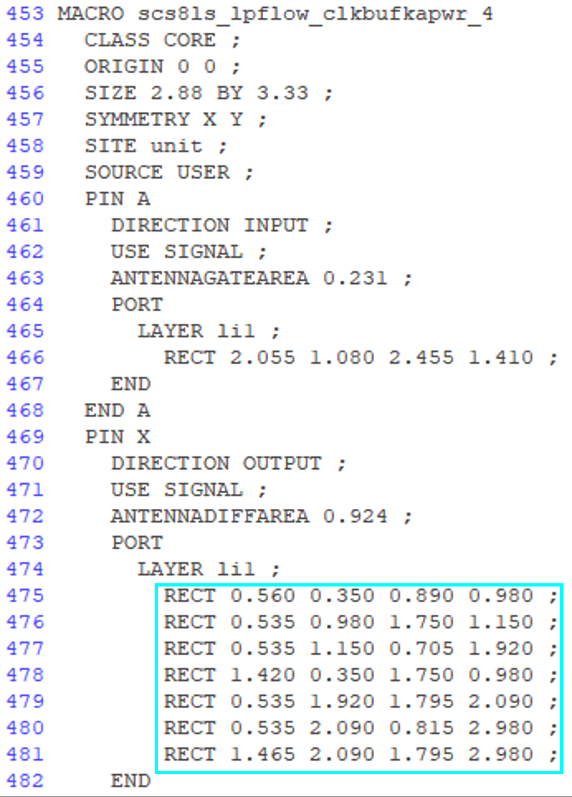 453 MACRO scs8ls_lpflow_clkbufkapwr_4
454 CLASS CORE ;
455 ORIGIN 0 0 ;
456 SIZE 2.88 BY 3.33 ;
457 SYMMETRY X Y ;
458 SITE unit ;
459 SOURCE USER ;
460 PIN A
461 DIRECTION INPUT ;
462 USE SIGNAL ;
463 ANTENNAGATEAREA 0.231 ;
464 PORT
465 LAYER li1 ;
466 RECT 2.055 1.080 2.455 1.410 ;
467 END
468 END A
469 PIN X
470 DIRECTION OUTPUT ;
471 USE SIGNAL ;
472 ANTENNADIFFAREA 0.924 ;
473 PORT
474 LAYER li1 ;
475 RECT 0.560 0.350 0.890 0.980 ;
476 RECT 0.535 0.980 1.750 1.150 ;
477 RECT 0.535 1.150 0.705 1.920 ;
478 RECT 1.420 0.350 1.750 0.980 ;
479 RECT 0.535 1.920 1.795 2.090 ;
480 RECT 0.535 2.090 0.815 2.980 ;
481 RECT 1.465 2.090 1.795 2.980 ;
482 END